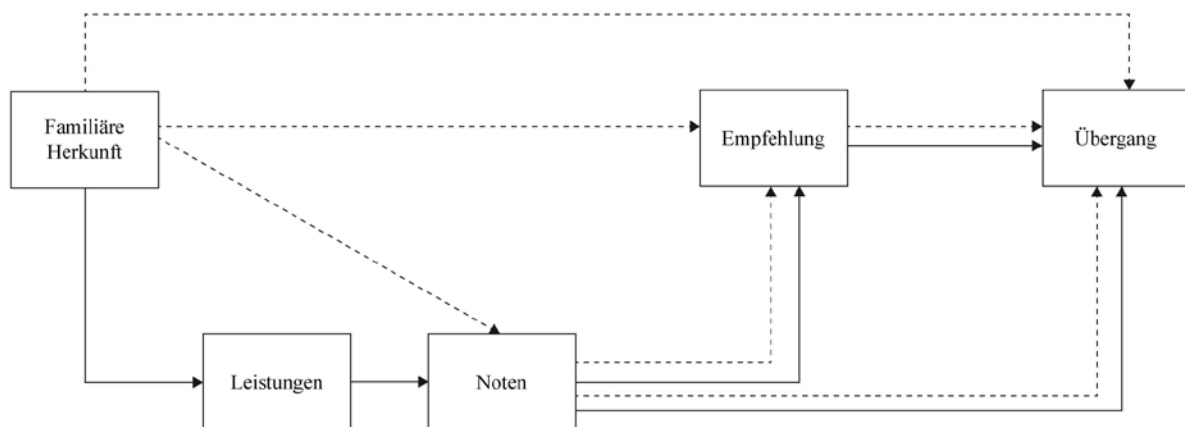 Familiäre
Herkunft
Empfehlung
Übergang
Leistungen
Noten